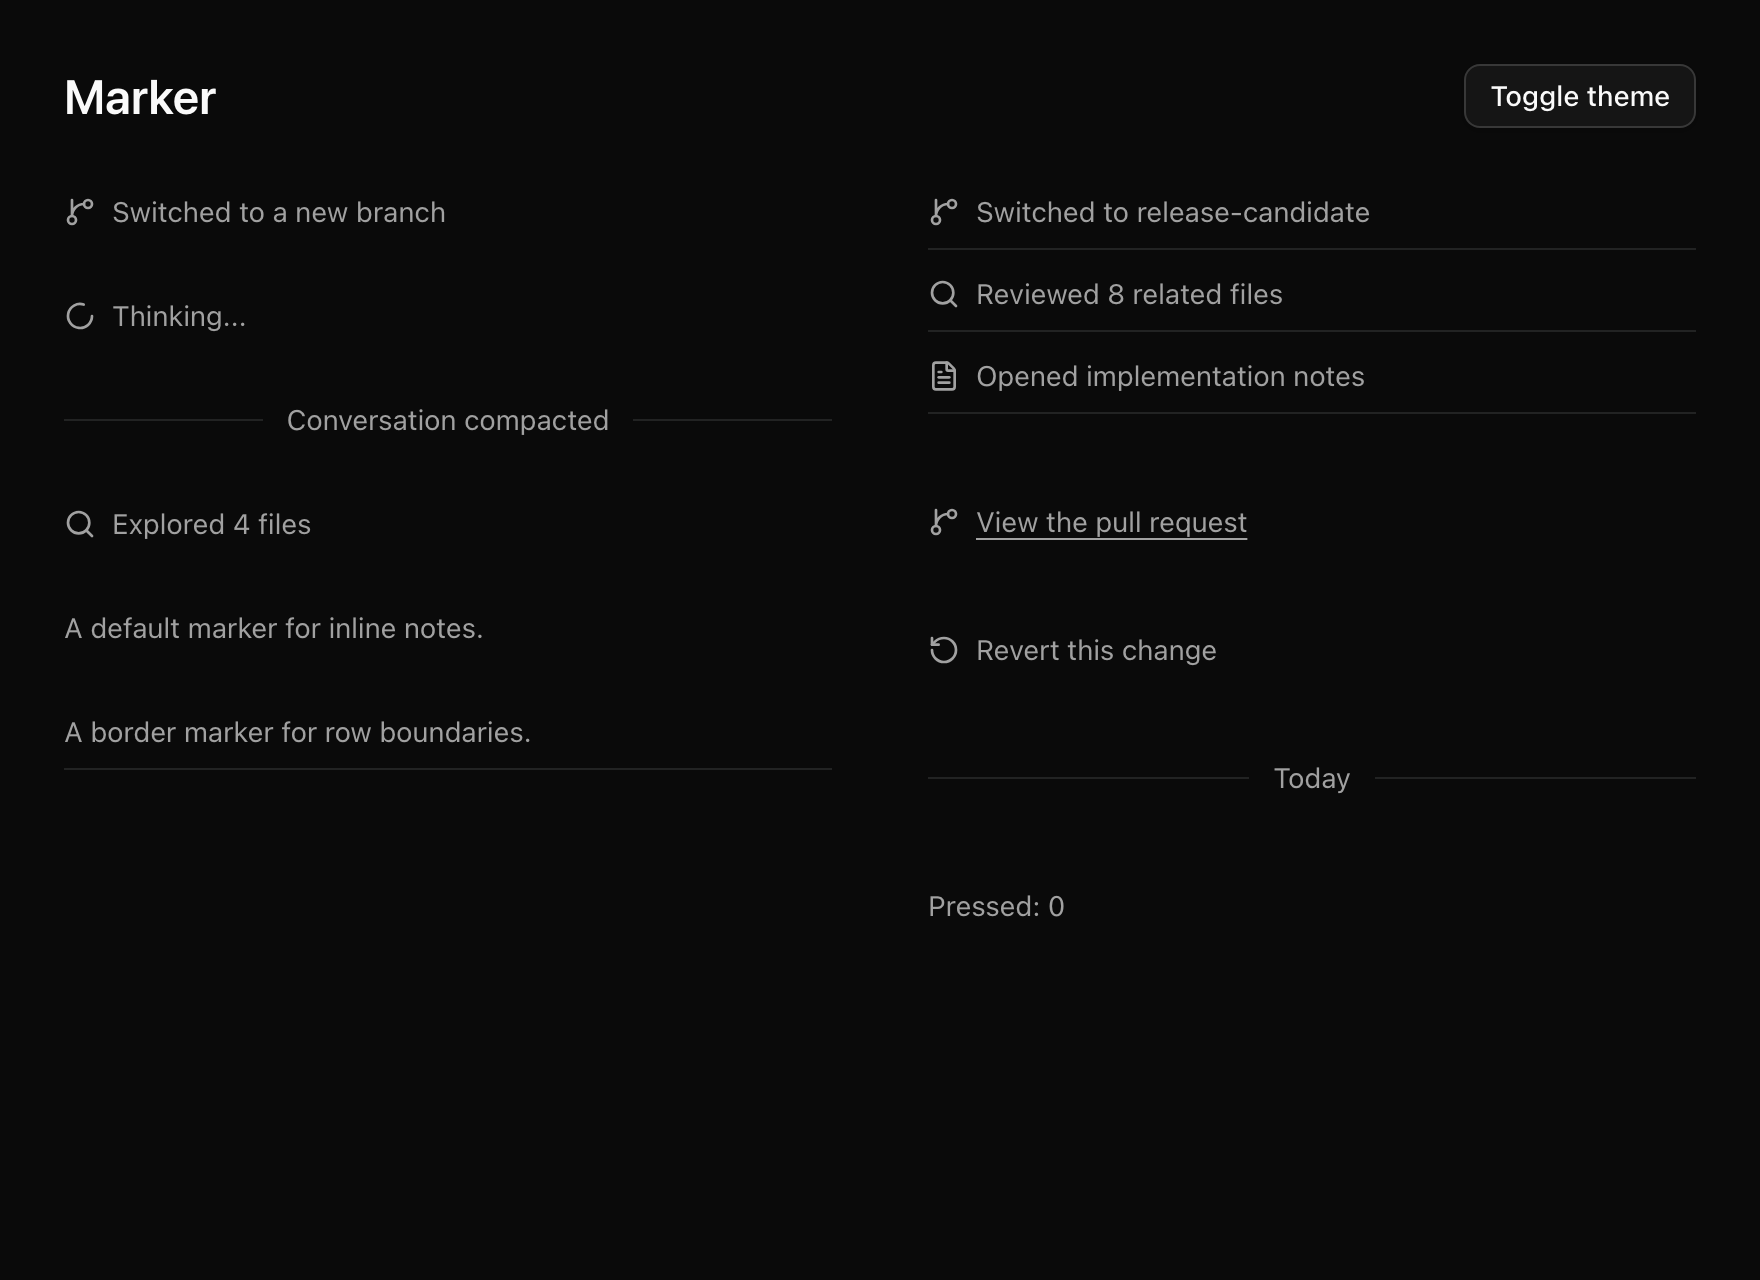 Marker
Toggle theme
Switched to a new branch
Thinking...
Conversation compacted
Explored 4 files
A default marker for inline notes.
A border marker for row boundaries.
Switched to release-candidate
Reviewed 8 related files
Opened implementation notes
View the pull request
Revert this change
Today
Pressed: 0